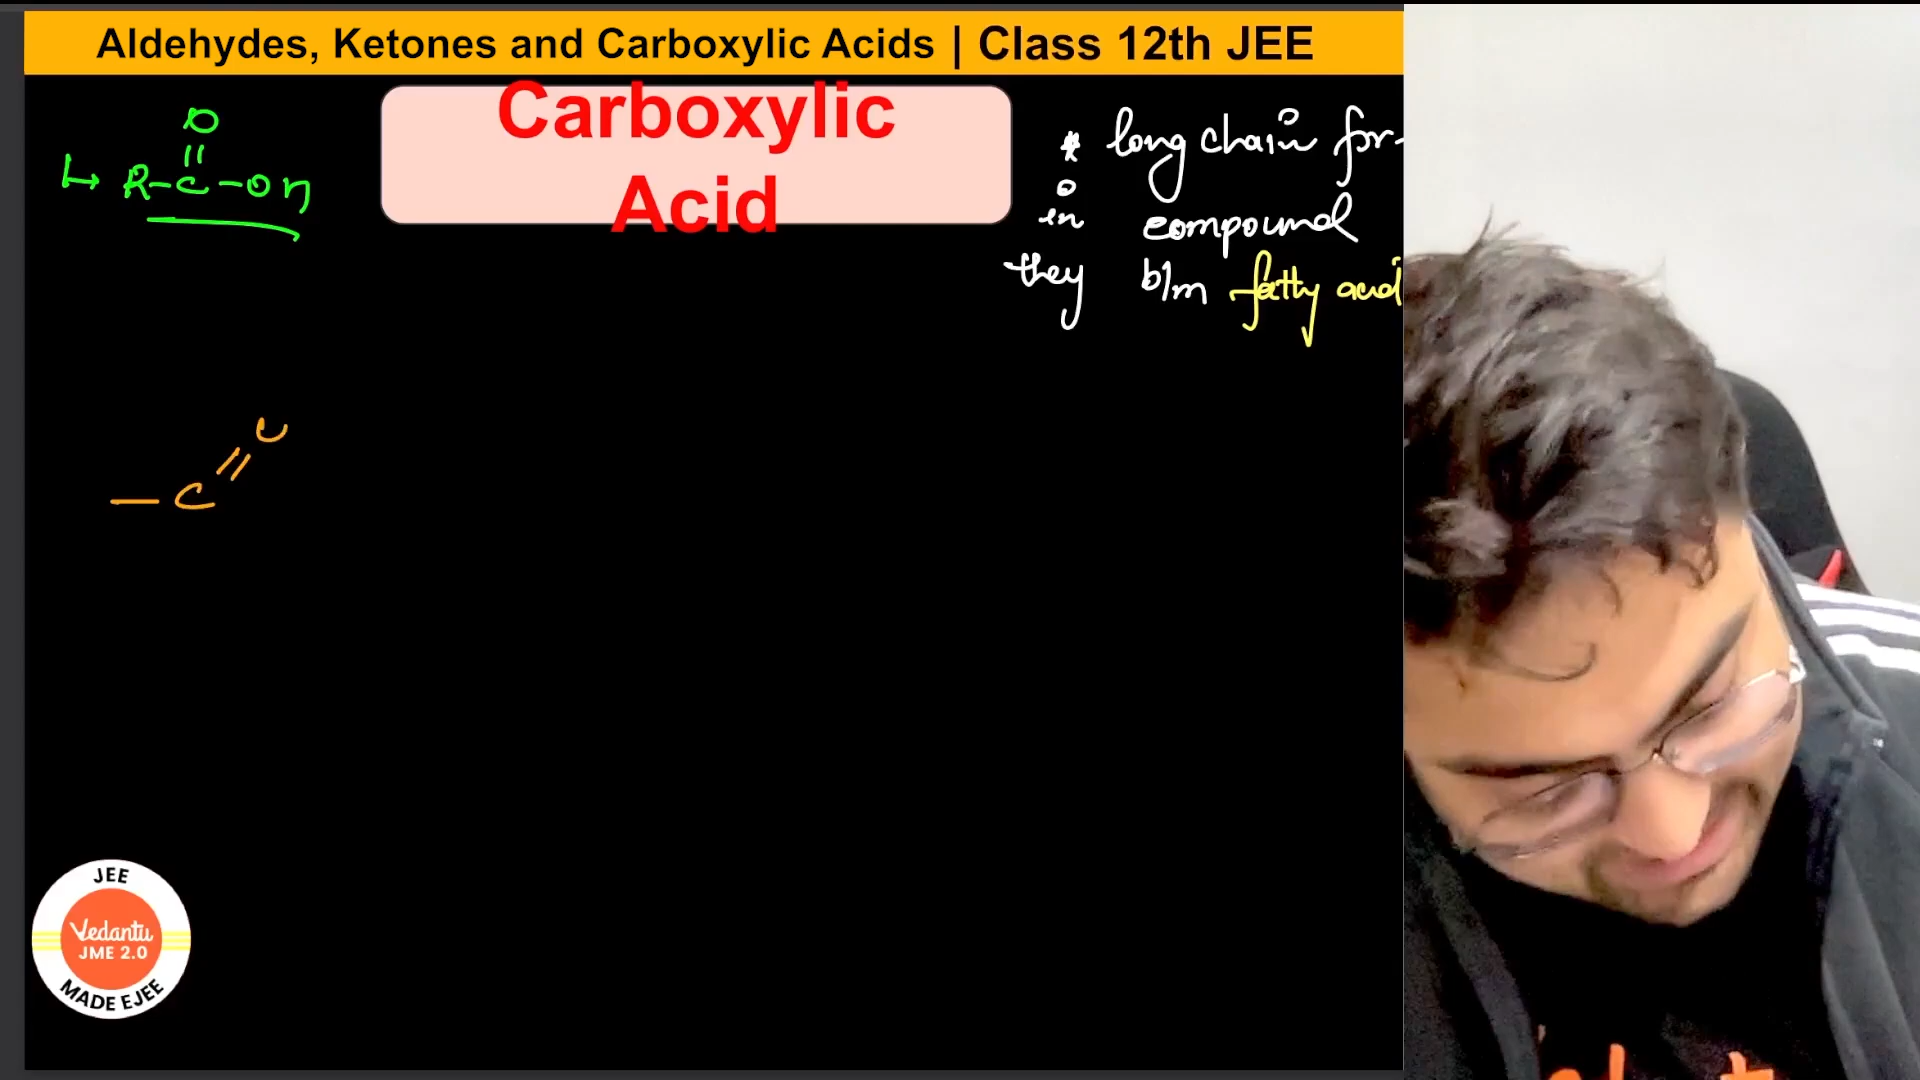 Aldehydes, Ketones and Carboxylic Acids | Class 12th JEE
Carboxylic
Acid
O
||
R-C-OH
* long chain for-
in compound
they b/m fatty acid
C
JEE
Vedantu
JME 2.0
MADE EJEE